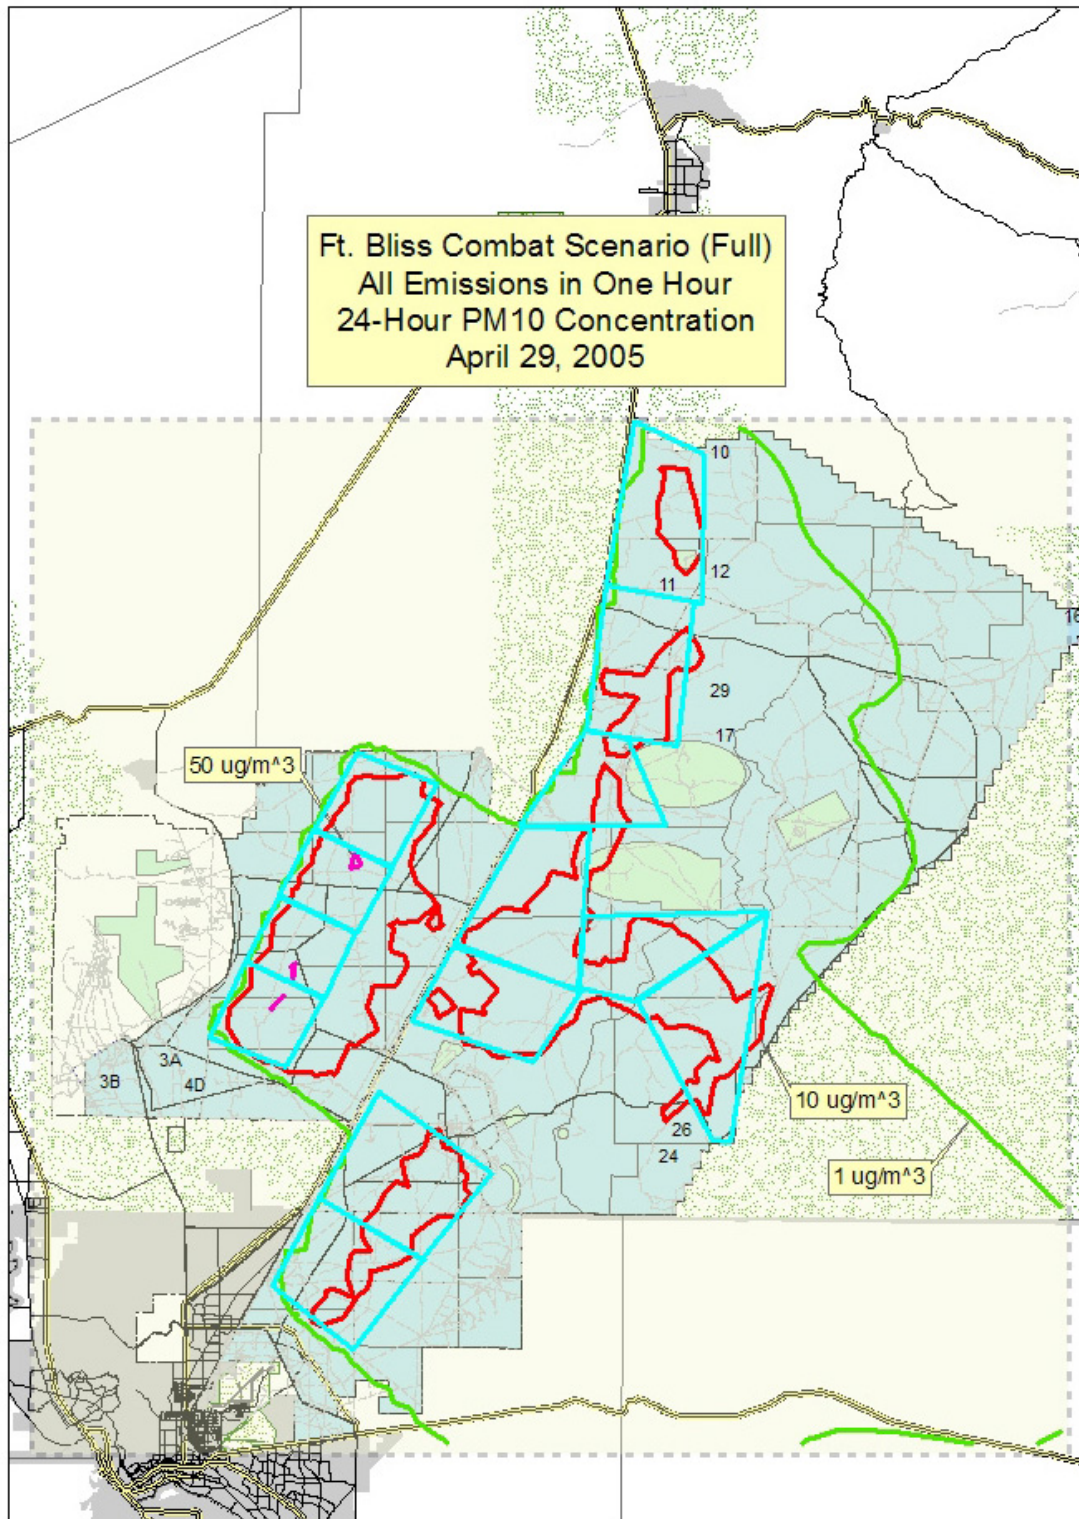 Ft. Bliss Combat Scenario (Full)
All Emissions in One Hour
24-Hour PM10 Concentration
April 29, 2005
10
12
11
16
29
17
50 ug/m^3
3A
3B
4D
10 ug/m^3
26
24
1 ug/m^3